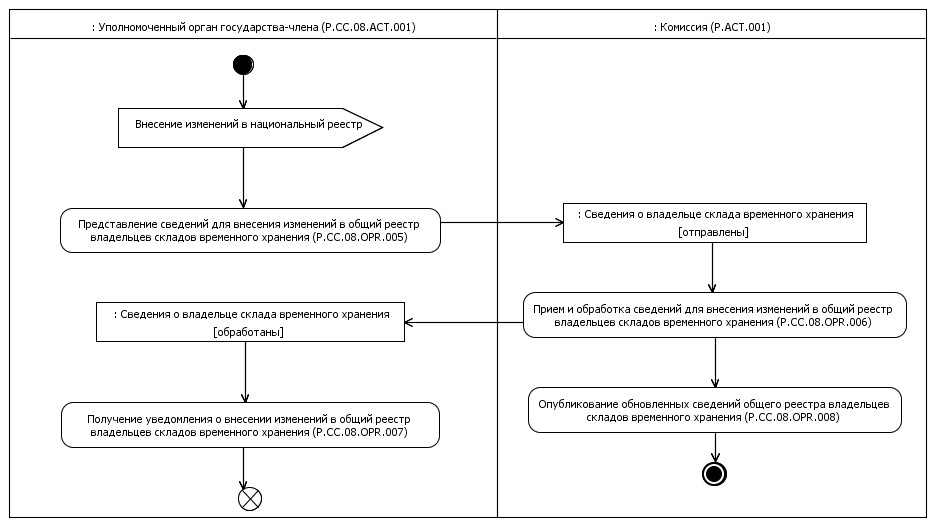 : Уполномоченный орган государства-члена (P.CC.08.ACT.001)
: Комиссия (P.ACT.001)
Внесение изменений в национальный реестр
Представление сведений для внесения изменений в общий реестр
владельцев складов временного хранения (P.CC.08.OPR.005)
: Сведения о владельце склада временного хранения
[отправлены]
Прием и обработка сведений для внесения изменений в общий реестр
владельцев складов временного хранения (P.CC.08.OPR.006)
: Сведения о владельце склада временного хранения
[обработаны]
Получение уведомления о внесении изменений в общий реестр
владельцев складов временного хранения (P.CC.08.OPR.007)
Опубликование обновленных сведений общего реестра владельцев
складов временного хранения (P.CC.08.OPR.008)